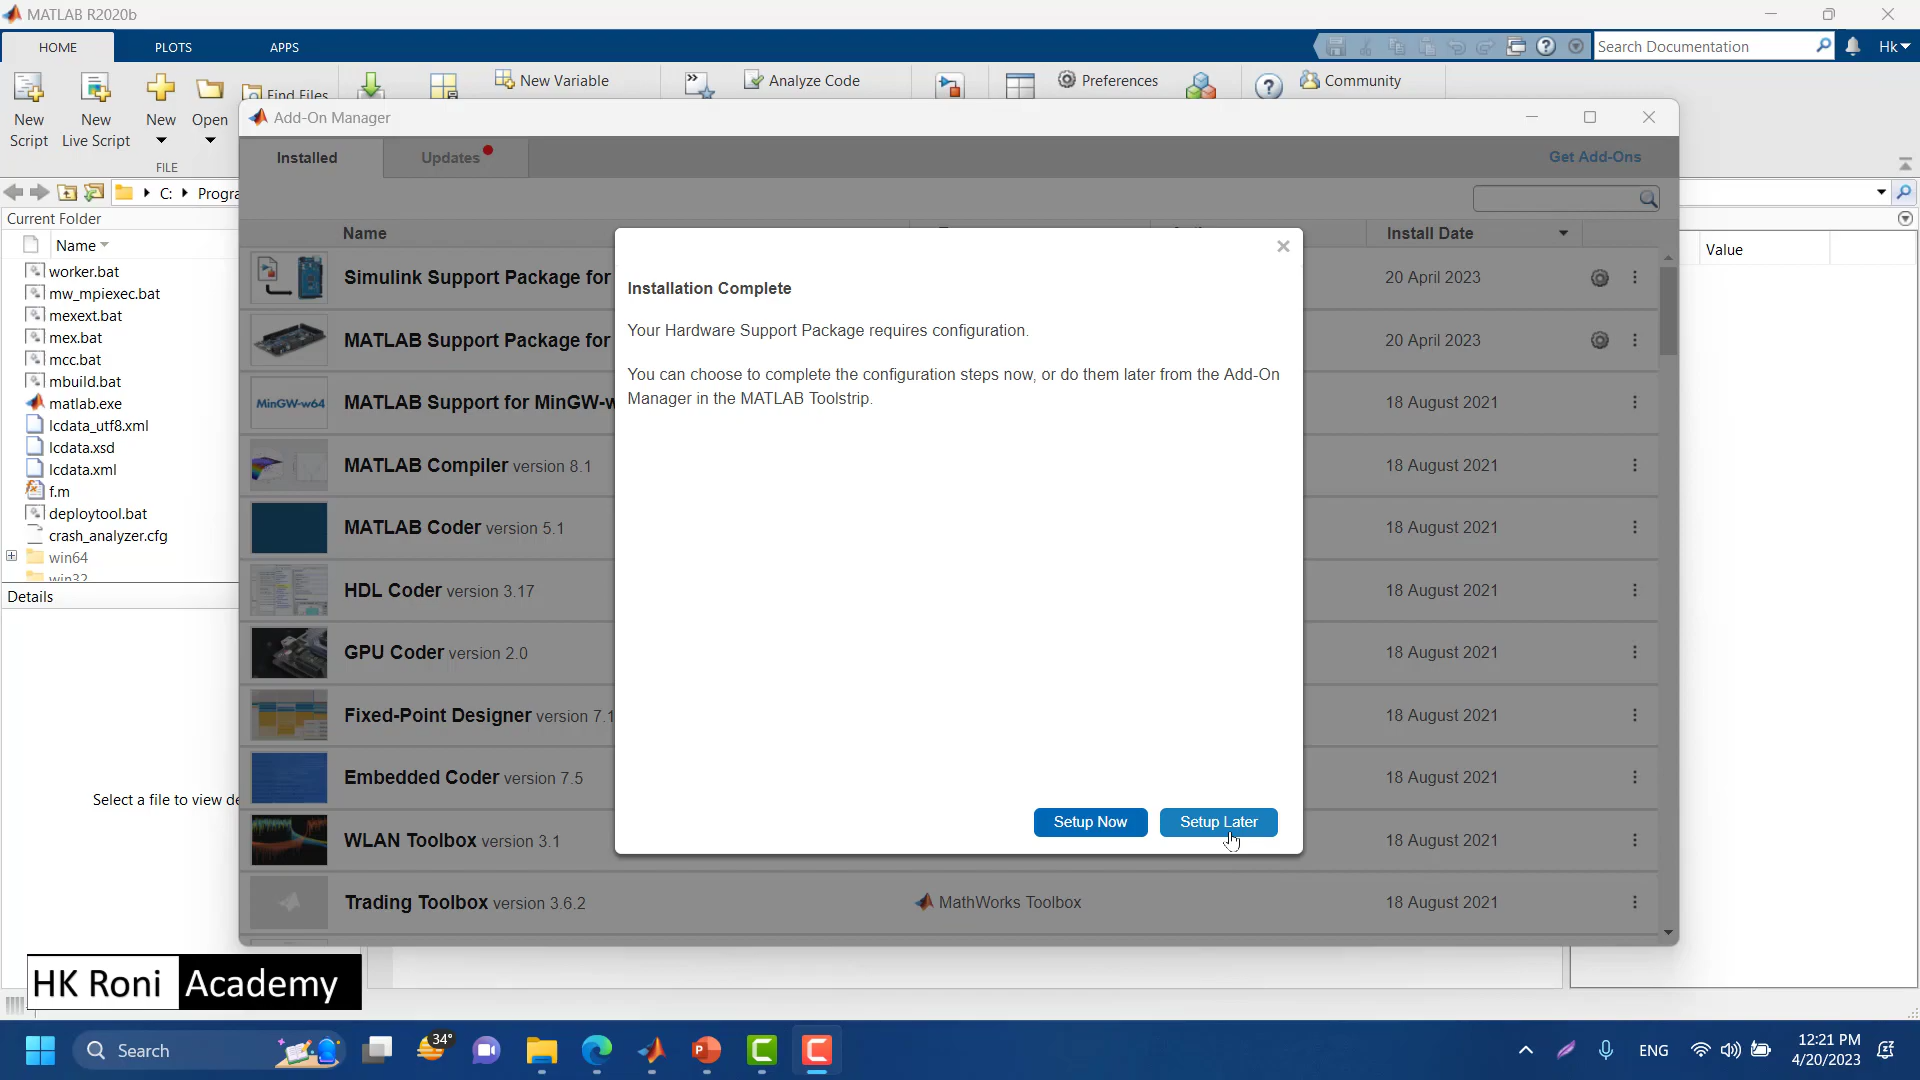 MATLAB R2020b
HOME
PLOTS
APPS
Search Documentation
Hk
New Script
New Live Script
New
Open
Find Files
New Variable
Analyze Code
Preferences
Community
FILE
C:
Progra
Current Folder
Name
worker.bat
mw_mpiexec.bat
mexext.bat
mex.bat
mcc.bat
mbuild.bat
matlab.exe
lcdata_utf8.xml
lcdata.xsd
lcdata.xml
f.m
deploytool.bat
crash_analyzer.cfg
win64
win32
Details
Select a file to view de
Value
Add-On Manager
Installed
Updates
Get Add-Ons
Name
Install Date
Simulink Support Package for
20 April 2023
MATLAB Support Package for
20 April 2023
MinGW-w64
MATLAB Support for MinGW-w
18 August 2021
MATLAB Compiler version 8.1
18 August 2021
MATLAB Coder version 5.1
18 August 2021
HDL Coder version 3.17
18 August 2021
GPU Coder version 2.0
18 August 2021
Fixed-Point Designer version 7.1
18 August 2021
Embedded Coder version 7.5
18 August 2021
WLAN Toolbox version 3.1
18 August 2021
Trading Toolbox version 3.6.2
MathWorks Toolbox
18 August 2021
Installation Complete
Your Hardware Support Package requires configuration.
You can choose to complete the configuration steps now, or do them later from the Add-On
Manager in the MATLAB Toolstrip.
Setup Now
Setup Later
HK Roni Academy
Search
34°
ENG
12:21 PM
4/20/2023